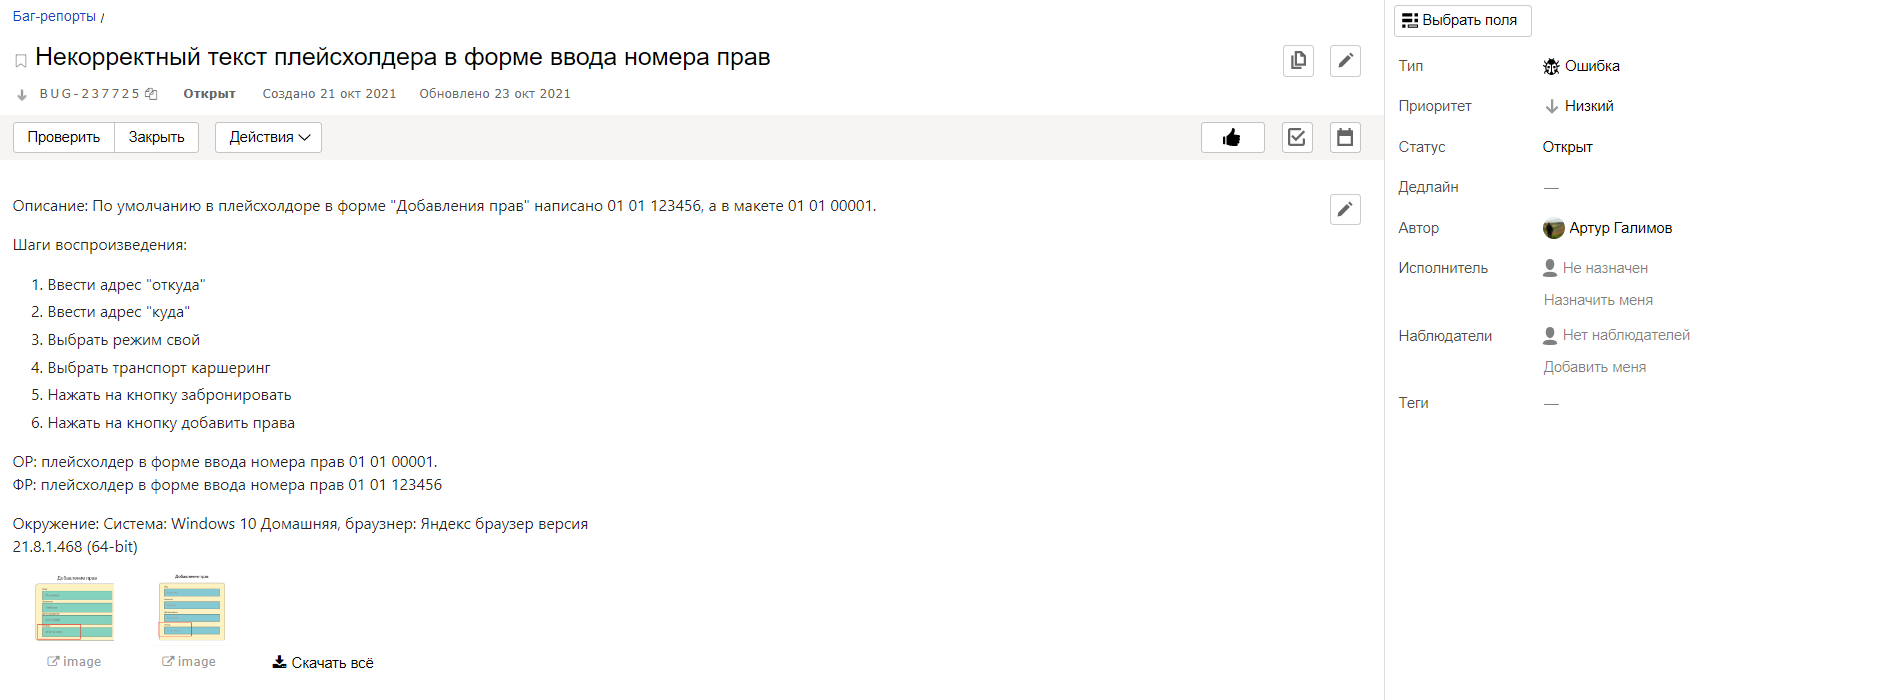 Баг-репорты /
Некорректный текст плейсхолдера в форме ввода номера прав
BUG-237725 Открыт Создано 21 окт 2021 Обновлено 23 окт 2021
Проверить Закрыть Действия
Описание: По умолчанию в плейсхолдоре в форме "Добавления прав" написано 01 01 123456, а в макете 01 01 00001.
Шаги воспроизведения:
1. Ввести адрес "откуда"
2. Ввести адрес "куда"
3. Выбрать режим свой
4. Выбрать транспорт каршеринг
5. Нажать на кнопку забронировать
6. Нажать на кнопку добавить права
ОР: плейсхолдер в форме ввода номера прав 01 01 00001.
ФР: плейсхолдер в форме ввода номера прав 01 01 123456
Окружение: Система: Windows 10 Домашняя, браузнер: Яндекс браузер версия
21.8.1.468 (64-bit)
Добавление прав Добавление прав
image image Скачать всё
Выбрать поля
Тип Ошибка
Приоритет Низкий
Статус Открыт
Дедлайн —
Автор Артур Галимов
Исполнитель Не назначен
Назначить меня
Наблюдатели Нет наблюдателей
Добавить меня
Теги —